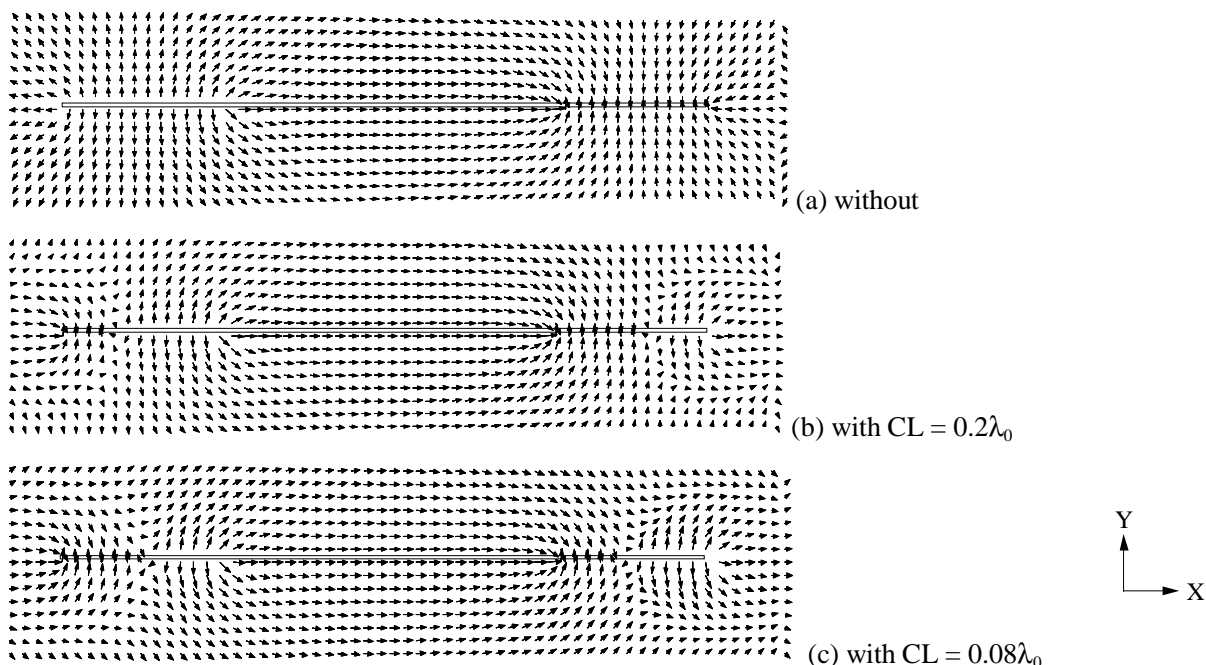 (a) without
(b) with CL = 0.2λ₀
Y
X
(c) with CL = 0.08λ₀